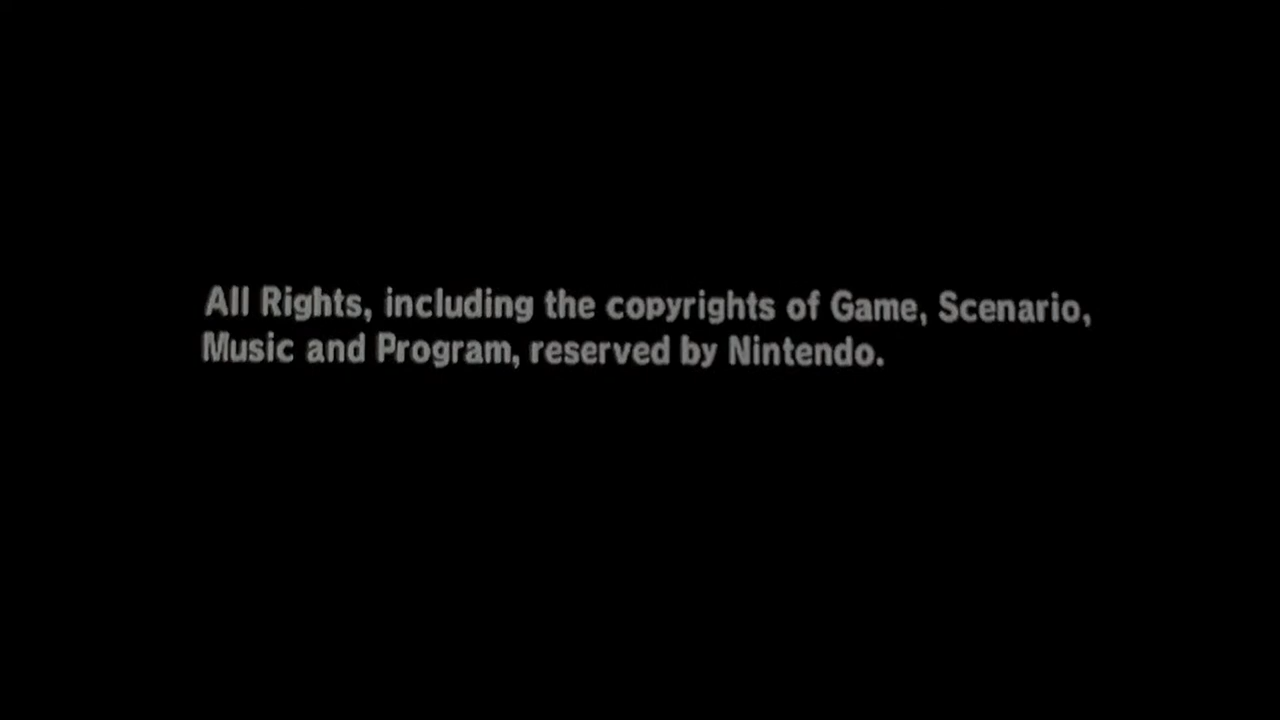 All Rights, including the copyrights of Game, Scenario,
Music and Program, reserved by Nintendo.